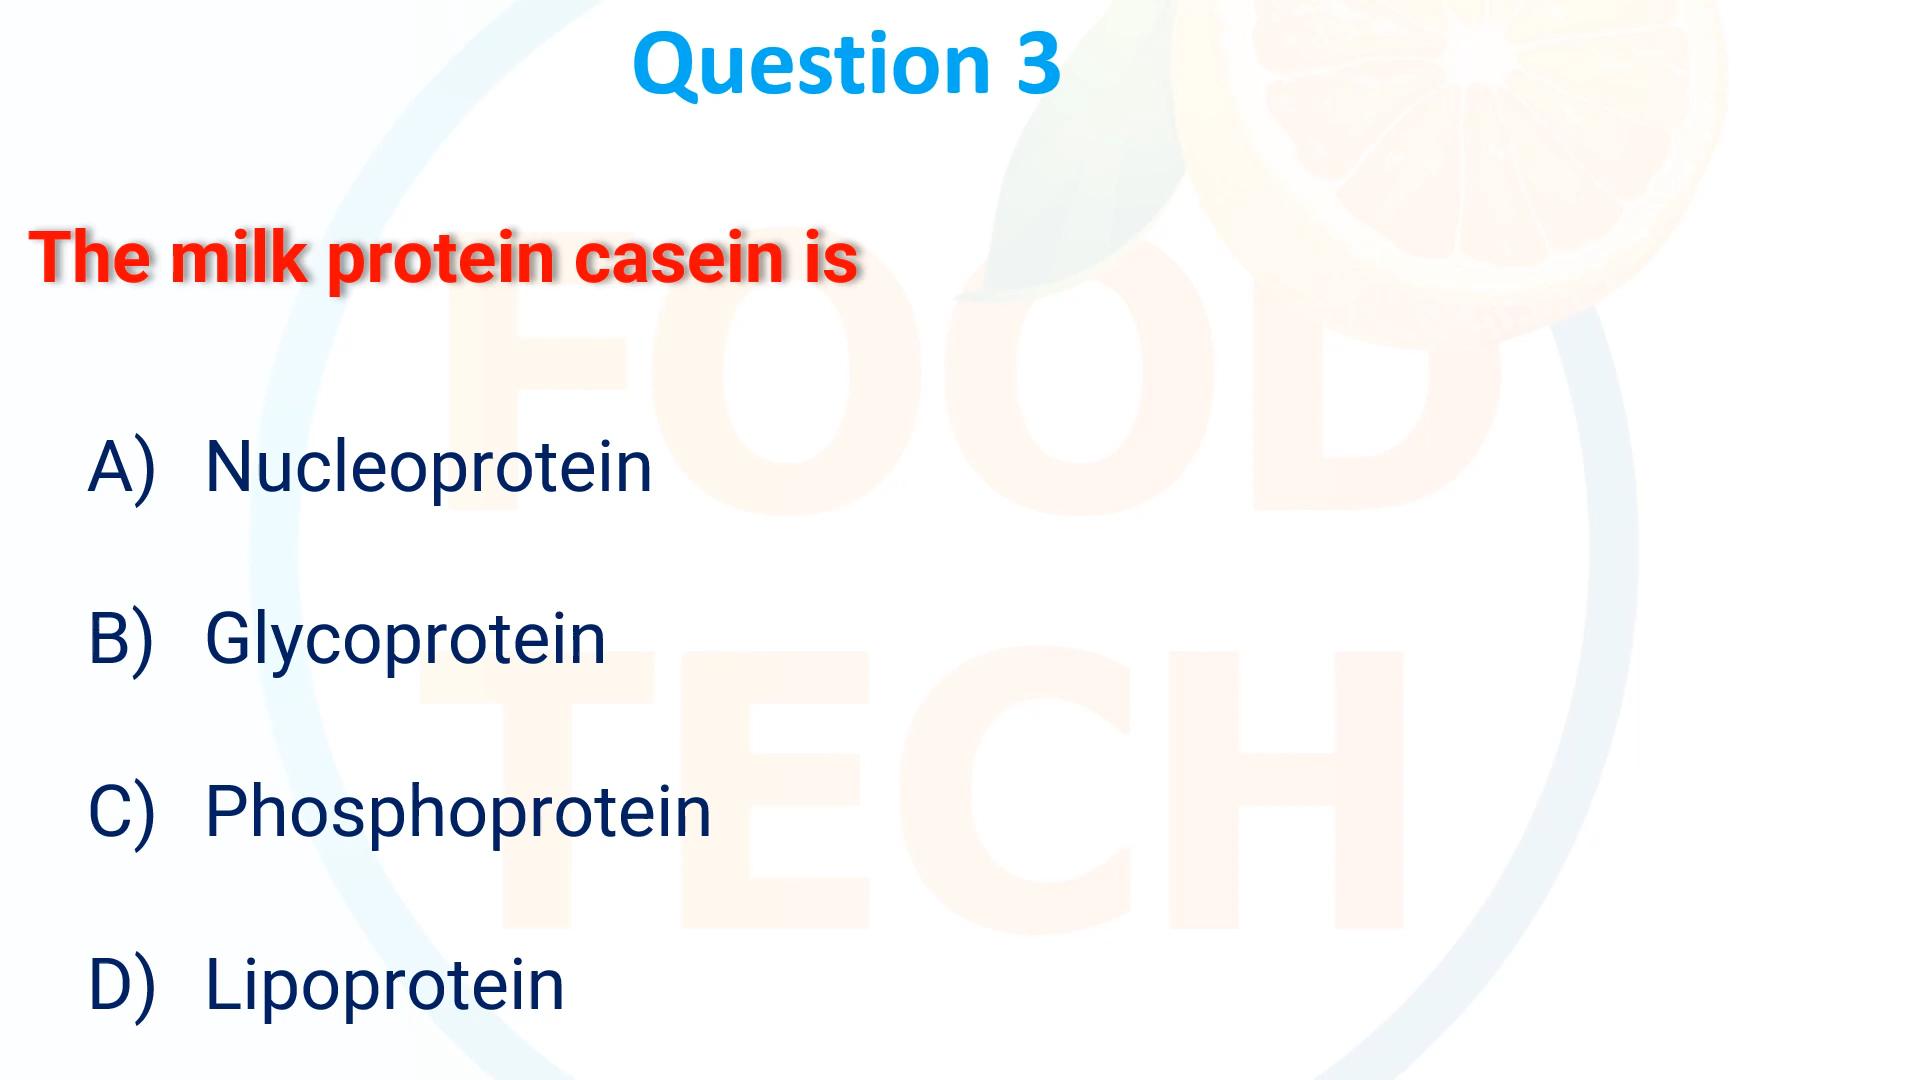 Question 3
The milk protein casein is
FOOD
A) Nucleoprotein
B) Glycoprotein
TECH
C) Phosphoprotein
D) Lipoprotein